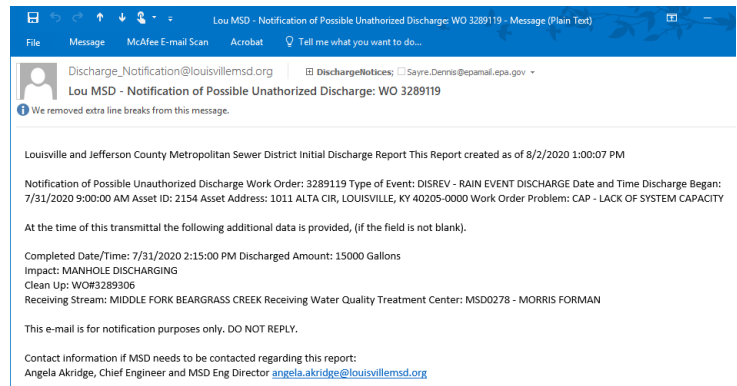 Lou MSD - Notification of Possible Unathorized Discharge: WO 3289119 - Message (Plain Text)
File Message McAfee E-mail Scan Acrobat Tell me what you want to do...
Discharge_Notification@louisvillemsd.org DischargeNotices; Sayre.Dennis@epamail.epa.gov
Lou MSD - Notification of Possible Unathorized Discharge: WO 3289119
We removed extra line breaks from this message.
Louisville and Jefferson County Metropolitan Sewer District Initial Discharge Report This Report created as of 8/2/2020 1:00:07 PM
Notification of Possible Unauthorized Discharge Work Order: 3289119 Type of Event: DISREV - RAIN EVENT DISCHARGE Date and Time Discharge Began:
7/31/2020 9:00:00 AM Asset ID: 2154 Asset Address: 1011 ALTA CIR, LOUISVILLE, KY 40205-0000 Work Order Problem: CAP - LACK OF SYSTEM CAPACITY
At the time of this transmittal the following additional data is provided, (if the field is not blank).
Completed Date/Time: 7/31/2020 2:15:00 PM Discharged Amount: 15000 Gallons
Impact: MANHOLE DISCHARGING
Clean Up: WO#3289306
Receiving Stream: MIDDLE FORK BEARGRASS CREEK Receiving Water Quality Treatment Center: MSD0278 - MORRIS FORMAN
This e-mail is for notification purposes only. DO NOT REPLY.
Contact information if MSD needs to be contacted regarding this report:
Angela Akridge, Chief Engineer and MSD Eng Director angela.akridge@louisvillemsd.org